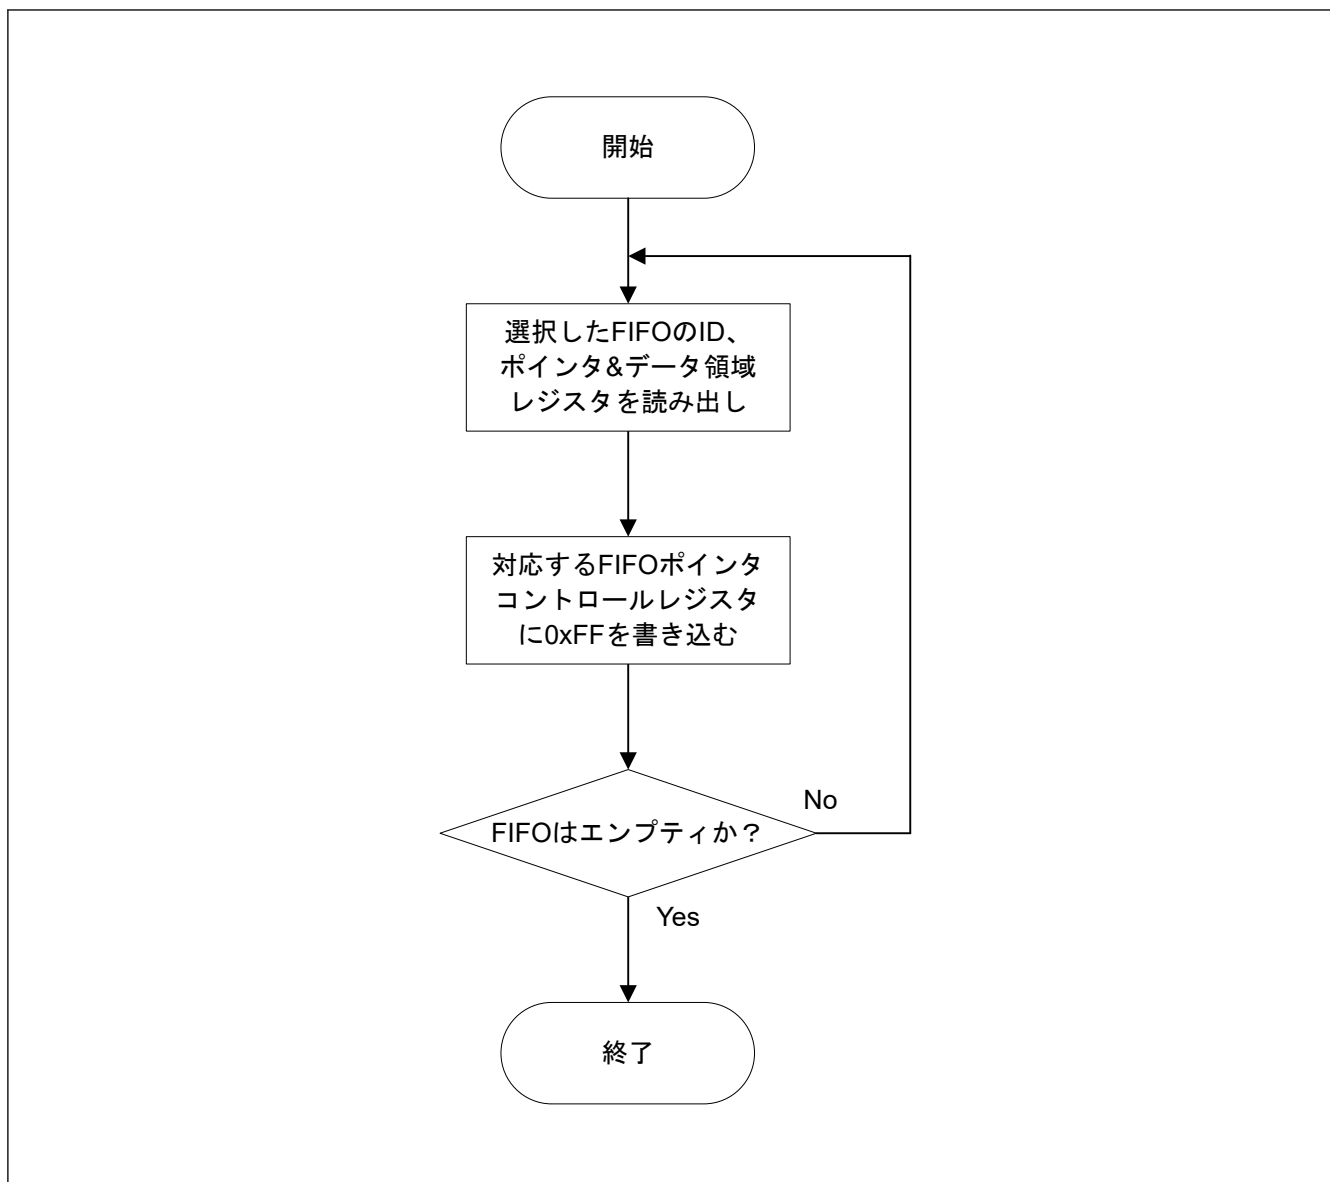 開始
選択したFIFOのID、
ポインタ&データ領域
レジスタを読み出し
対応するFIFOポインタ
コントロールレジスタ
に0xFFを書き込む
No
FIFOはエンプティか？
Yes
終了